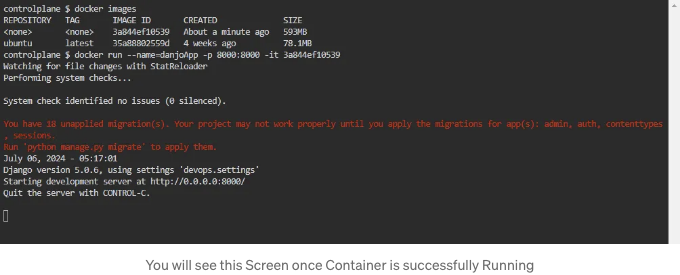 controlplane $ docker images
REPOSITORY   TAG       IMAGE ID       CREATED              SIZE
<none>       <none>    3a844ef10539   About a minute ago   593MB
ubuntu       latest    35a88802559d   4 weeks ago          78.1MB
controlplane $ docker run --name=danjoApp -p 8000:8000 -it 3a844ef10539
Watching for file changes with StatReloader
Performing system checks...
System check identified no issues (0 silenced).
You have 18 unapplied migration(s). Your project may not work properly until you apply the migrations for app(s): admin, auth, contenttypes
, sessions.
Run 'python manage.py migrate' to apply them.
July 06, 2024 - 05:17:01
Django version 5.0.6, using settings 'devops.settings'
Starting development server at http://0.0.0.0:8000/
Quit the server with CONTROL-C.
You will see this Screen once Container is successfully Running